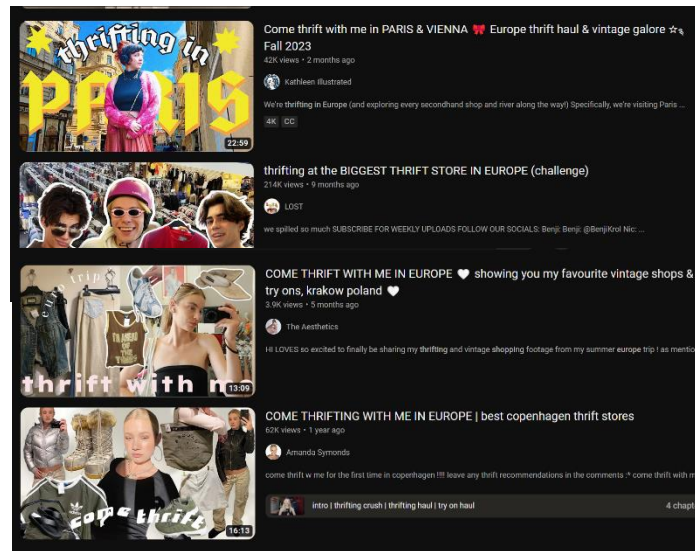 thrifting in
PARIS
22:59
Come thrift with me in PARIS & VIENNA 🎀 Europe thrift haul & vintage galore ☆
Fall 2023
42K views • 2 months ago
Kathleen Illustrated
We're thrifting in Europe (and exploring every secondhand shop and river along the way!) Specifically, we're visiting Paris ...
4K CC
thrifting at the BIGGEST THRIFT STORE IN EUROPE (challenge)
214K views • 9 months ago
LOST
we spilled so much SUBSCRIBE FOR WEEKLY UPLOADS FOLLOW OUR SOCIALS: Benji: Benji: @BenjiKrol Nic: ...
euro trip
thrift with m
13:09
COME THRIFT WITH ME IN EUROPE 🤍 showing you my favourite vintage shops &
try ons, krakow poland 🤍
3.9K views • 5 months ago
The Aesthetics
HI LOVES so excited to finally be sharing my thrifting and vintage shopping footage from my summer europe trip ! as mentio
come thrift
16:13
COME THRIFTING WITH ME IN EUROPE | best copenhagen thrift stores
62K views • 1 year ago
Amanda Symonds
come thrift w me for the first time in copenhagen !!!! leave any thrift recommendations in the comments :* come thrift with m
intro | thrifting crush | thrifting haul | try on haul
4 chapt